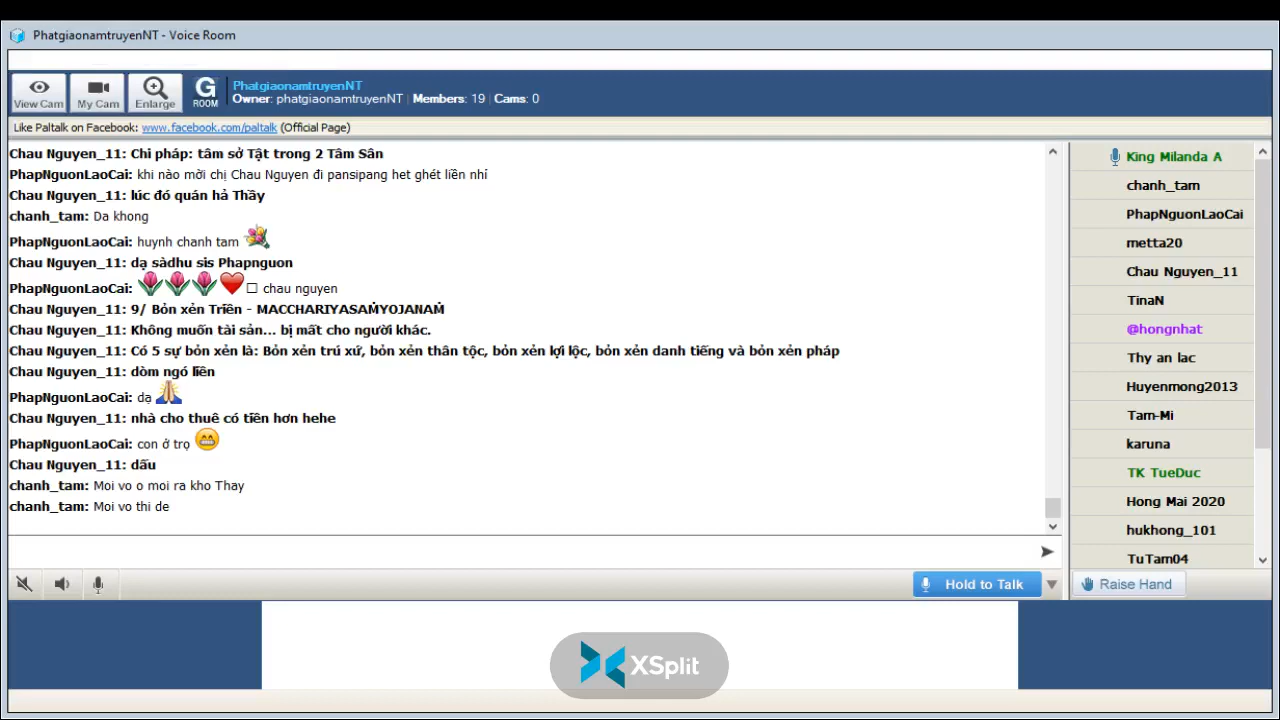 PhatgiaonamtruyenNT - Voice Room
View Cam
My Cam
Enlarge
G
ROOM
PhatgiaonamtruyenNT
Owner: phatgiaonamtruyenNT | Members: 19 | Cams: 0
Like Paltalk on Facebook: www.facebook.com/paltalk (Official Page)
Chau Nguyen_11: Chi pháp: tâm sở Tật trong 2 Tâm Sân
PhapNguonLaoCai: khi nào mời chị Chau Nguyen đi pansipang het ghét liền nhí
Chau Nguyen_11: lúc đó quán hả Thầy
chanh_tam: Da khong
PhapNguonLaoCai: huynh chanh tam 💐
Chau Nguyen_11: dạ sàdhu sis Phapnguon
PhapNguonLaoCai: 🌷🌷🌷❤□ chau nguyen
Chau Nguyen_11: 9/ Bỏn xẻn Triền - MACCHARIYASAṀYOJANAṀ
Chau Nguyen_11: Không muốn tài sản... bị mất cho người khác.
Chau Nguyen_11: Có 5 sự bỏn xẻn là: Bỏn xẻn trú xứ, bỏn xẻn thân tộc, bỏn xẻn lợi lộc, bỏn xẻn danh tiếng và bỏn xẻn pháp
Chau Nguyen_11: dòm ngó liền
PhapNguonLaoCai: dạ 🙏
Chau Nguyen_11: nhà cho thuê có tiền hơn hehe
PhapNguonLaoCai: con ở trọ 😁
Chau Nguyen_11: dấu
chanh_tam: Moi vo o moi ra kho Thay
chanh_tam: Moi vo thi de
King Milanda A
chanh_tam
PhapNguonLaoCai
metta20
Chau Nguyen_11
TinaN
@hongnhat
Thy an lac
Huyenmong2013
Tam-Mi
karuna
TK TueDuc
Hong Mai 2020
hukhong_101
TuTam04
Hold to Talk
Raise Hand
XSplit